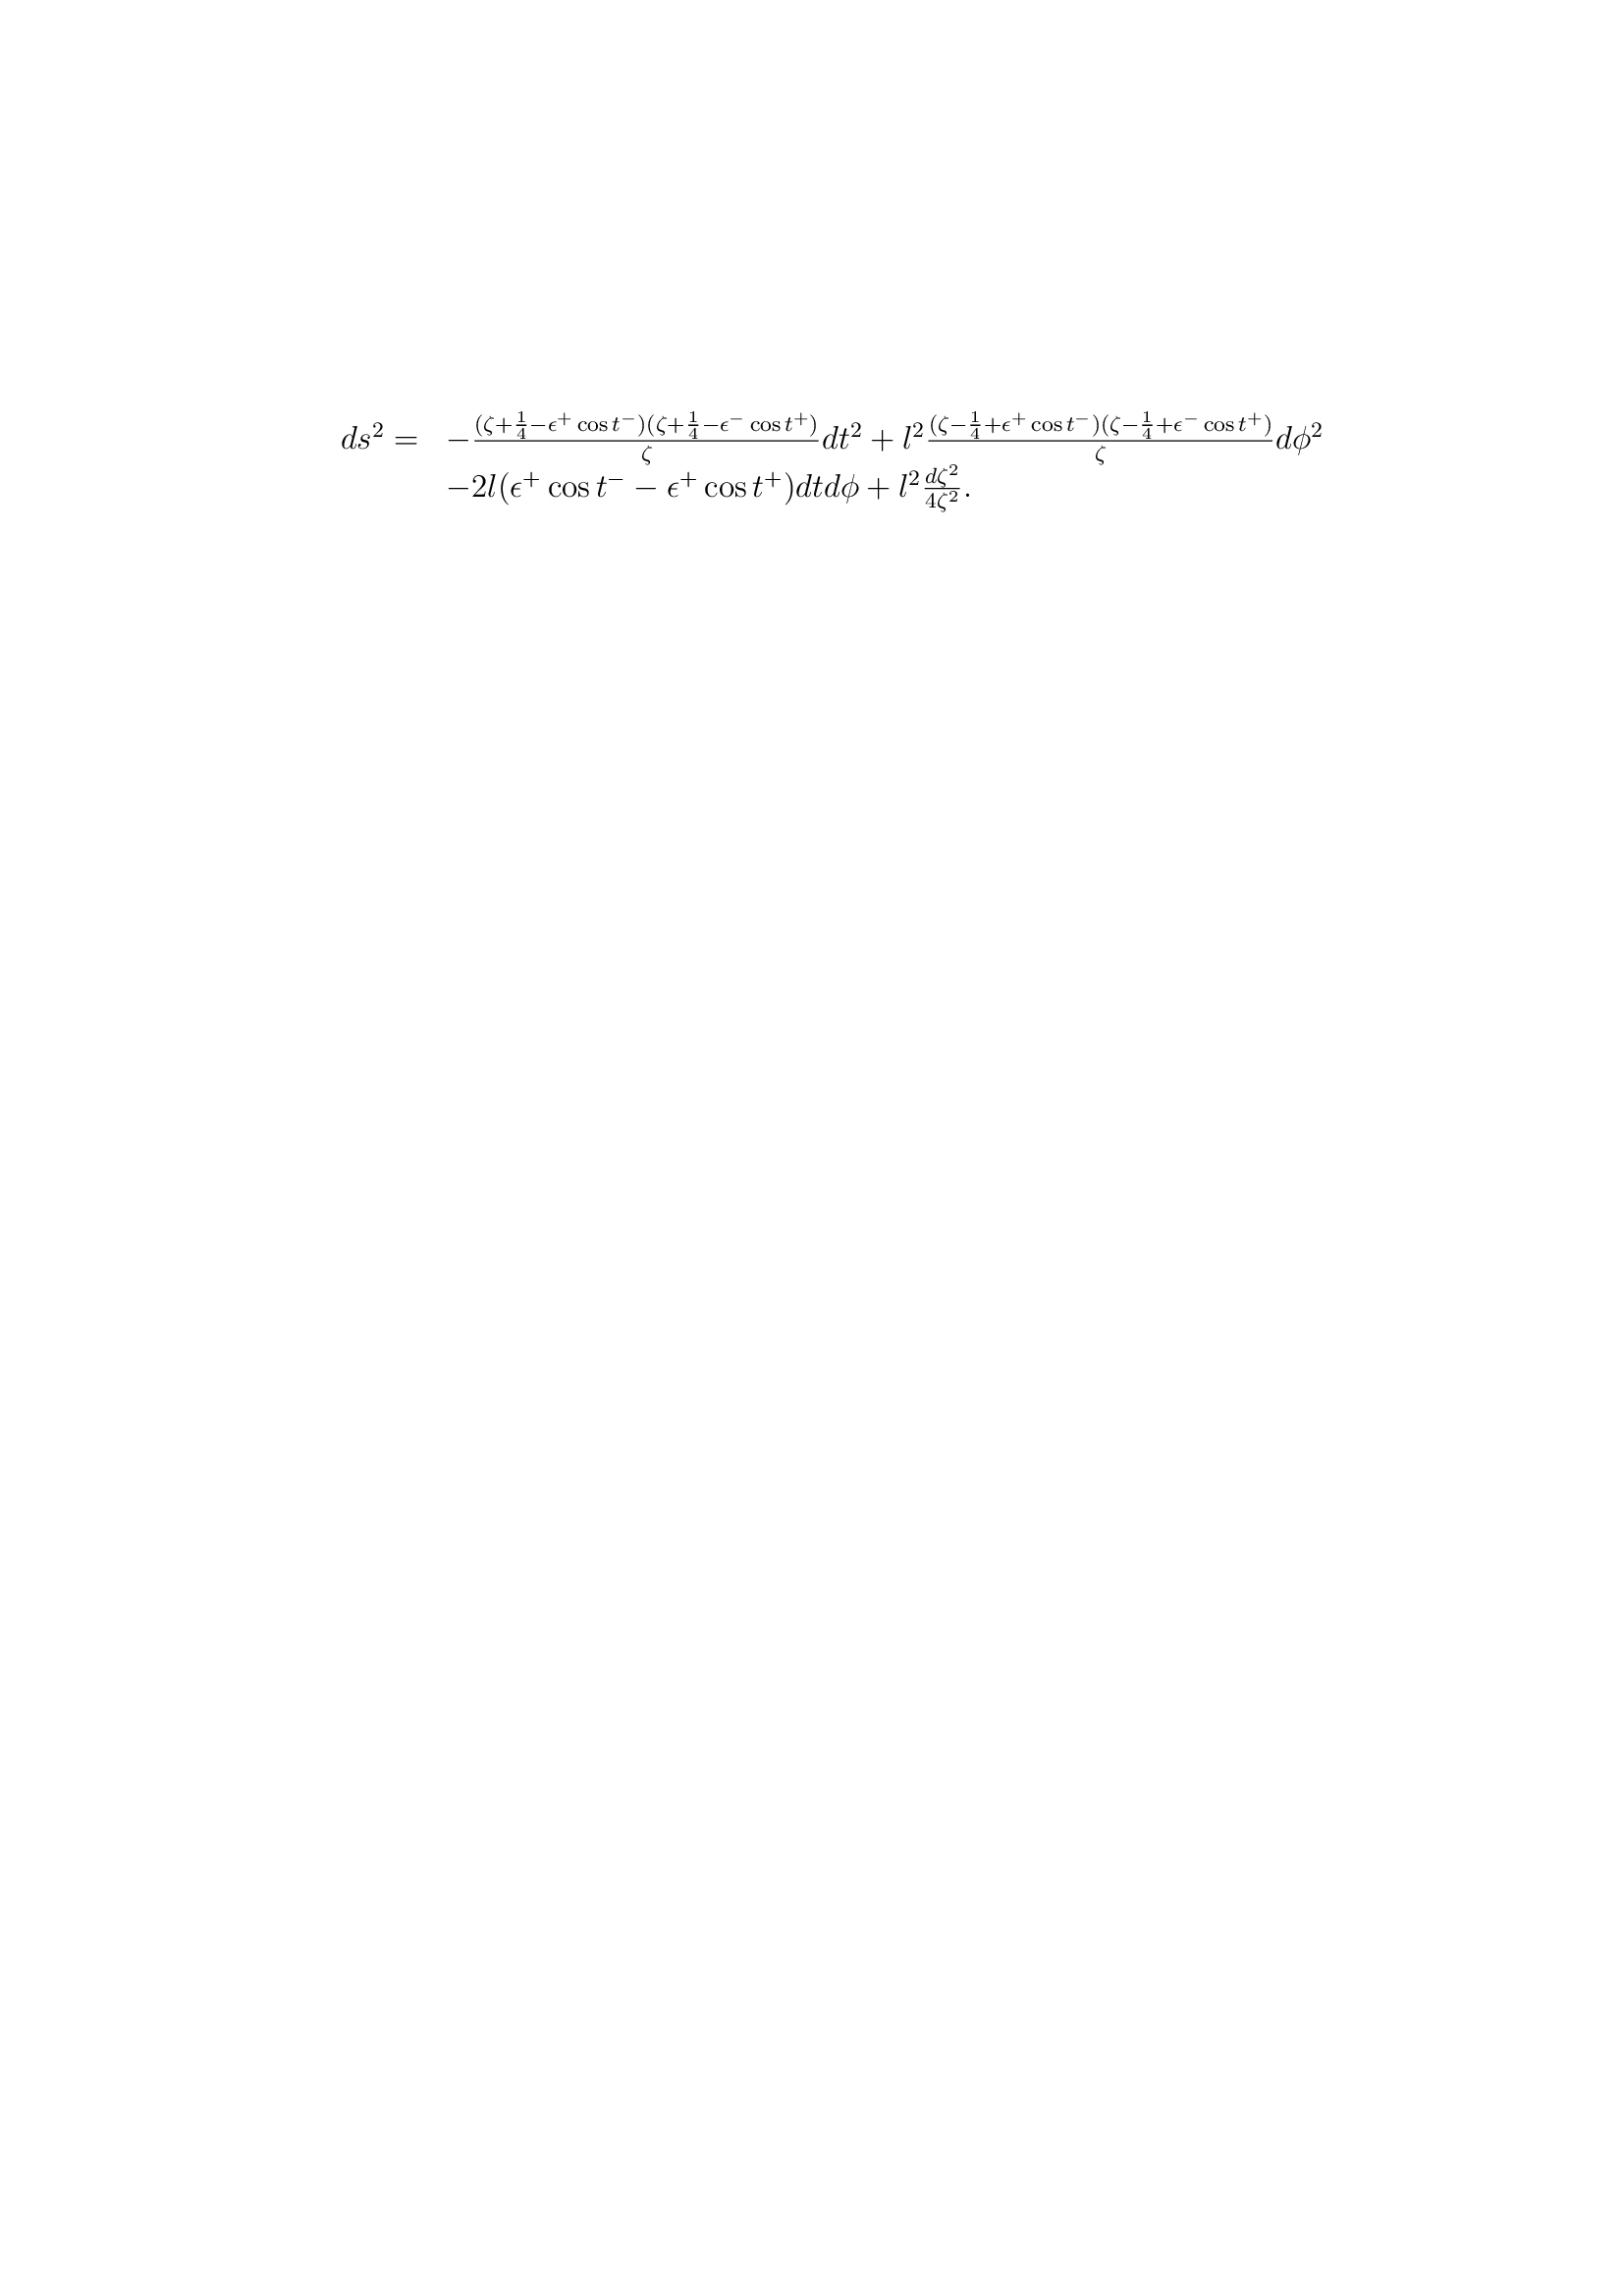 $ds^2 = -\frac{(\zeta+\frac{1}{4}-\epsilon^+\cos t^-)(\zeta+\frac{1}{4}-\epsilon^-\cos t^+)}{\zeta}dt^2 + l^2\frac{(\zeta-\frac{1}{4}+\epsilon^+\cos t^-)(\zeta-\frac{1}{4}+\epsilon^-\cos t^+)}{\zeta}d\phi^2$
$-2l(\epsilon^+\cos t^- - \epsilon^+\cos t^+)dtd\phi + l^2\frac{d\zeta^2}{4\zeta^2}.$